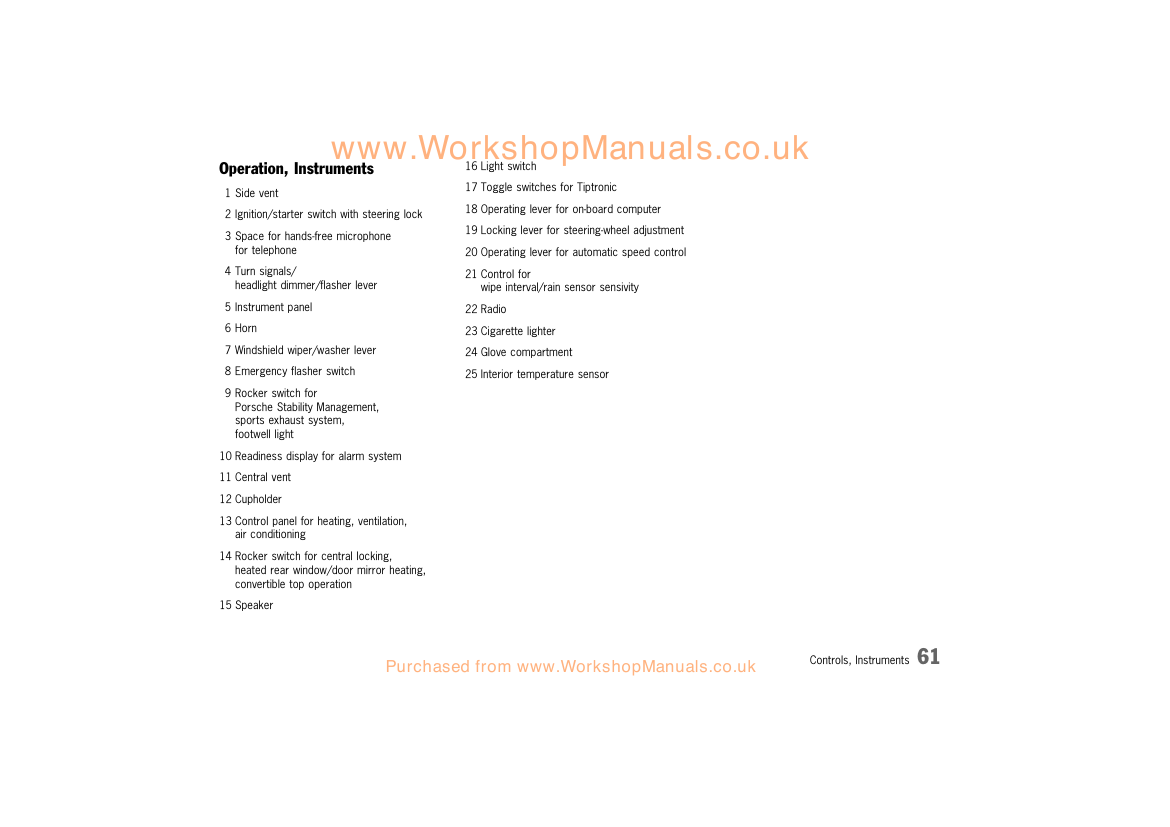 www.WorkshopManuals.co.uk
Operation, Instruments
1 Side vent
2 Ignition/starter switch with steering lock
3 Space for hands-free microphone
for telephone
4 Turn signals/
headlight dimmer/flasher lever
5 Instrument panel
6 Horn
7 Windshield wiper/washer lever
8 Emergency flasher switch
9 Rocker switch for
Porsche Stability Management,
sports exhaust system,
footwell light
10 Readiness display for alarm system
11 Central vent
12 Cupholder
13 Control panel for heating, ventilation,
air conditioning
14 Rocker switch for central locking,
heated rear window/door mirror heating,
convertible top operation
15 Speaker
16 Light switch
17 Toggle switches for Tiptronic
18 Operating lever for on-board computer
19 Locking lever for steering-wheel adjustment
20 Operating lever for automatic speed control
21 Control for
wipe interval/rain sensor sensivity
22 Radio
23 Cigarette lighter
24 Glove compartment
25 Interior temperature sensor
Controls, Instruments 61
Purchased from www.WorkshopManuals.co.uk